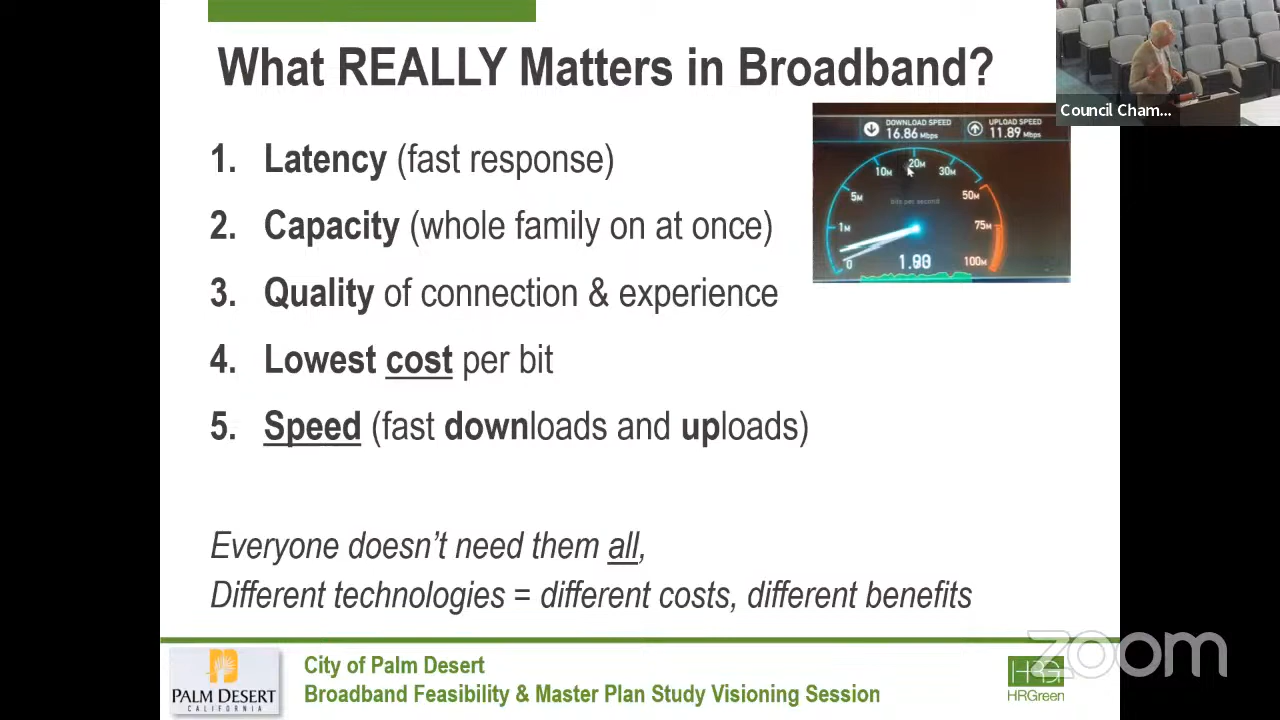 What REALLY Matters in Broadband?
Council Cham...
DOWNLOAD SPEED
16.86 Mbps
UPLOAD SPEED
11.89 Mbps
1. Latency (fast response)
2. Capacity (whole family on at once)
3. Quality of connection & experience
4. Lowest cost per bit
5. Speed (fast downloads and uploads)
0
1M
5M
10M
20M
30M
50M
75M
100M
bits per second
Everyone doesn’t need them all,
Different technologies = different costs, different benefits
PALM DESERT
CALIFORNIA
City of Palm Desert
Broadband Feasibility & Master Plan Study Visioning Session
HRG
HRGreen
zoom